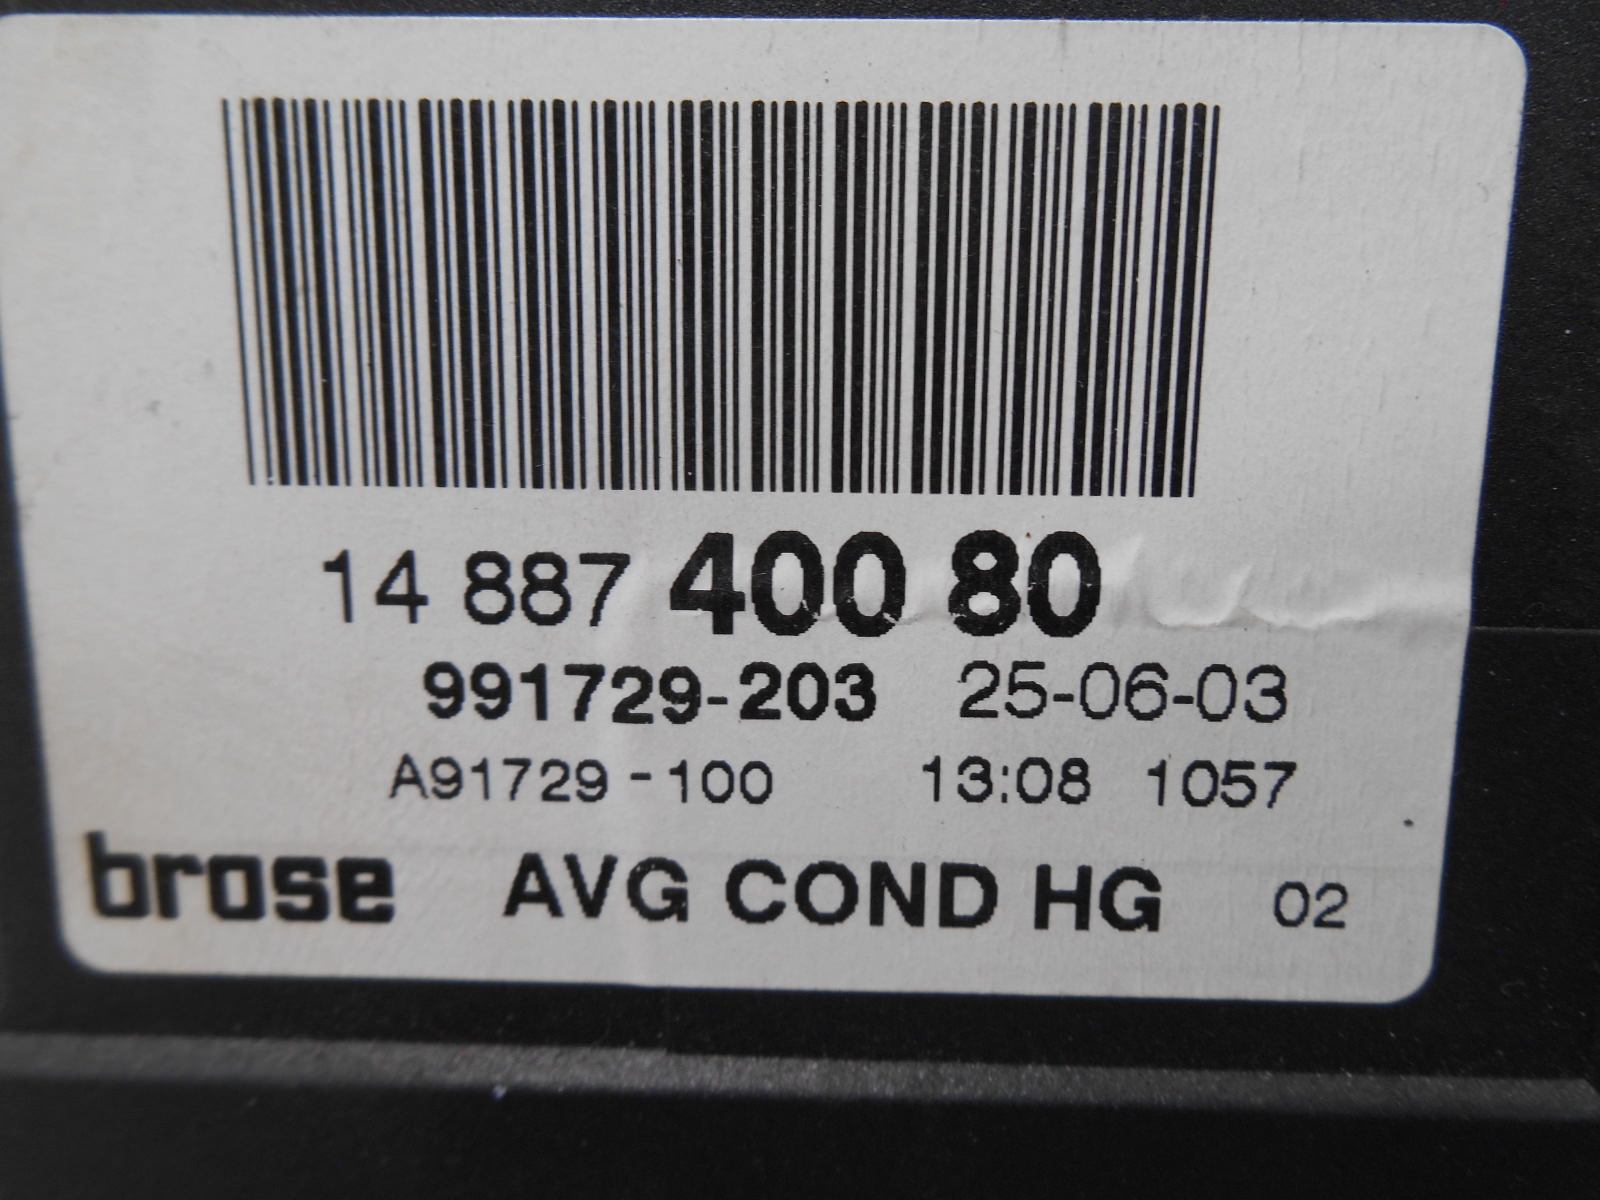 14 887 400 80
991729-203 25-06-03
A91729-100 13:08 1057
brose AVG COND HG 02